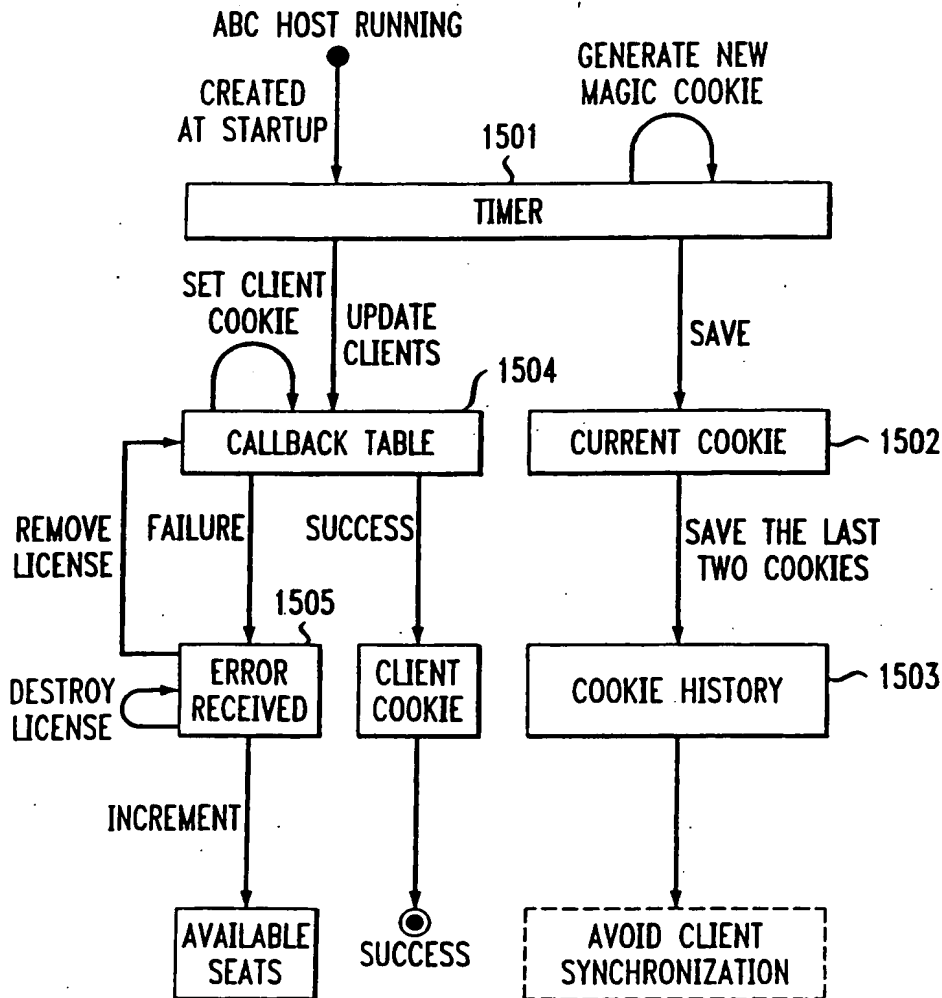 ABC HOST RUNNING
GENERATE NEW
MAGIC COOKIE
CREATED
AT STARTUP
1501
TIMER
SET CLIENT
COOKIE
UPDATE
CLIENTS
SAVE
1504
CALLBACK TABLE
CURRENT COOKIE
1502
REMOVE
LICENSE
FAILURE
SUCCESS
SAVE THE LAST
TWO COOKIES
1505
ERROR
RECEIVED
CLIENT
COOKIE
COOKIE HISTORY
1503
DESTROY
LICENSE
INCREMENT
AVAILABLE
SEATS
SUCCESS
AVOID CLIENT
SYNCHRONIZATION